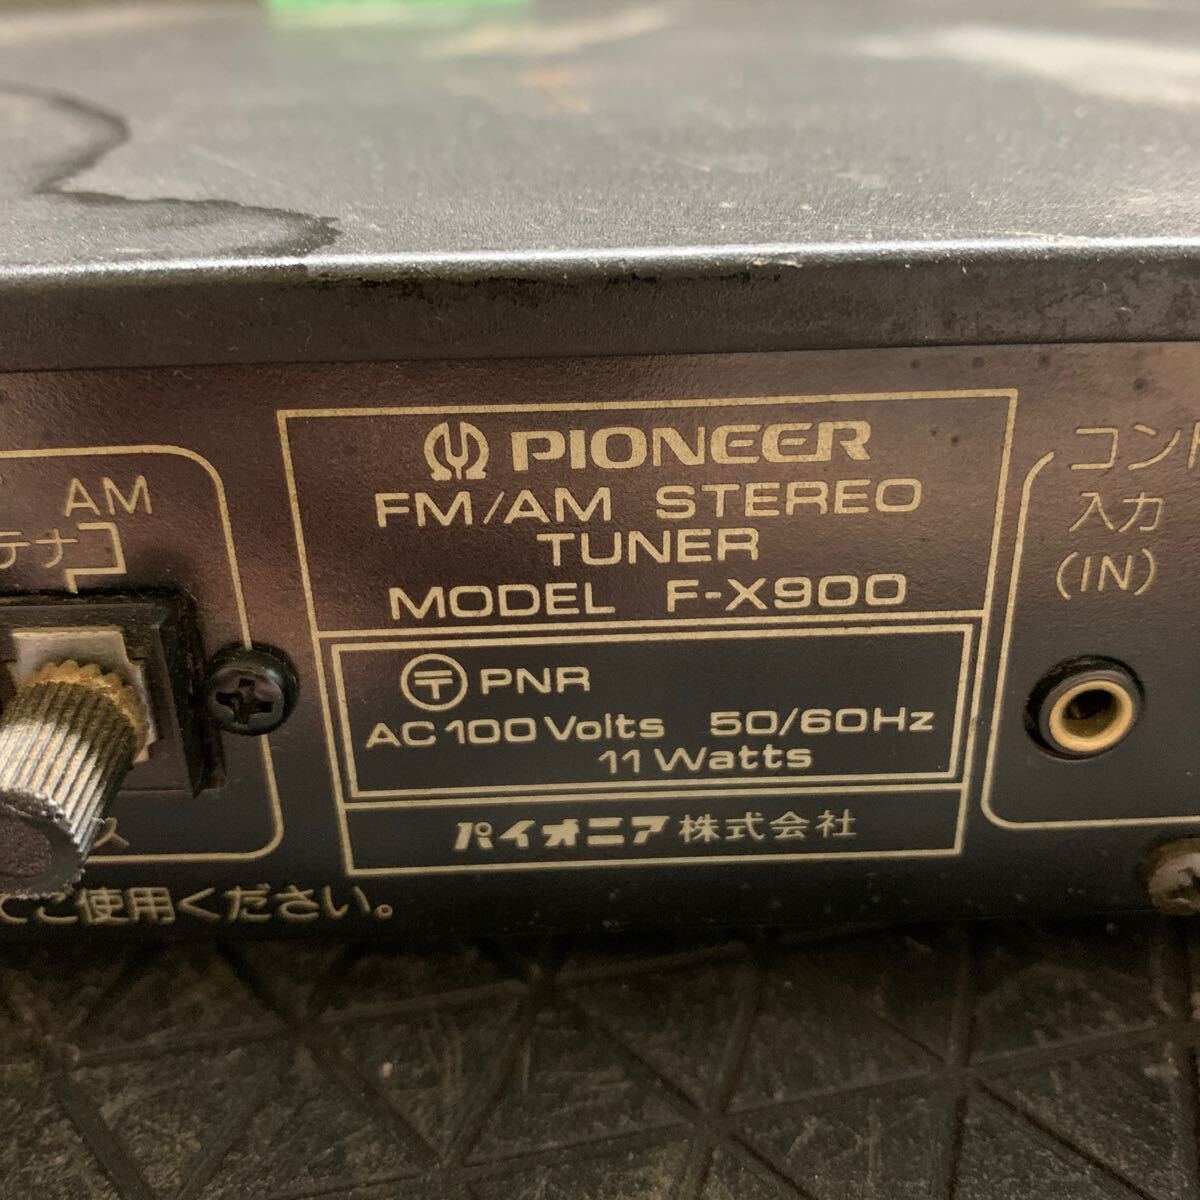 PIONEER
FM/AM STEREO
TUNER
MODEL F-X900
〒 PNR
AC 100 Volts 50/60Hz
11 Watts
パイオニア株式会社
AM
テナ
ス
てご使用ください。
コント
入力
(IN)